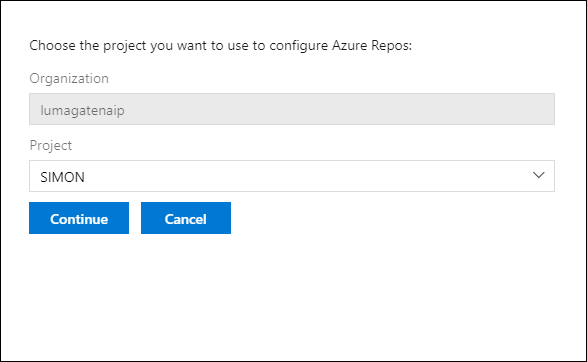 Choose the project you want to use to configure Azure Repos:
Organization
lumagatenaip
Project
SIMON
Continue Cancel